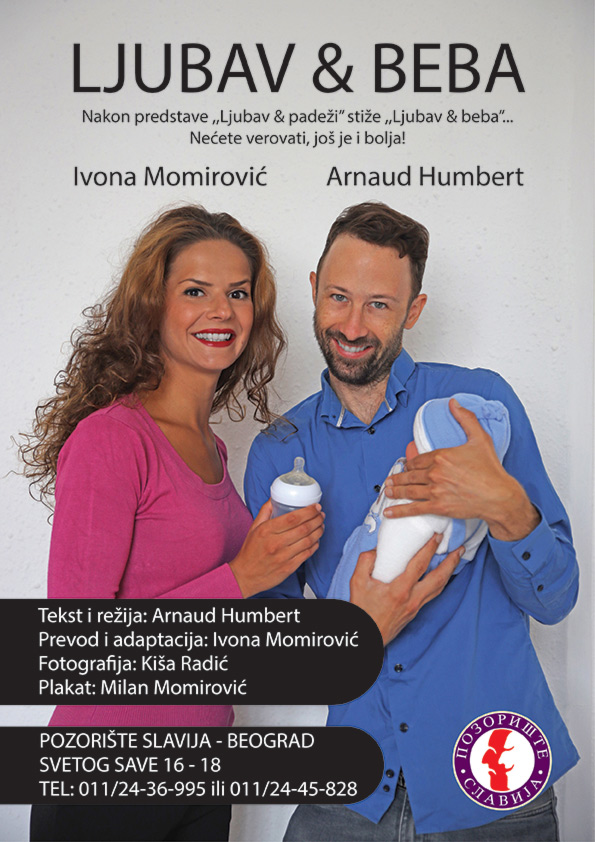 LJUBAV & BEBA
Nakon predstave ,,Ljubav & padeži” stiže ,,Ljubav & beba”...
Nećete verovati, još je i bolja!
Ivona Momirović Arnaud Humbert
Tekst i režija: Arnaud Humbert
Prevod i adaptacija: Ivona Momirović
Fotografija: Kiša Radić
Plakat: Milan Momirović
POZORIŠTE SLAVIJA - BEOGRAD
SVETOG SAVE 16 - 18
TEL: 011/24-36-995 ili 011/24-45-828
ПОЗОРИШТЕ
СЛАВИЈА